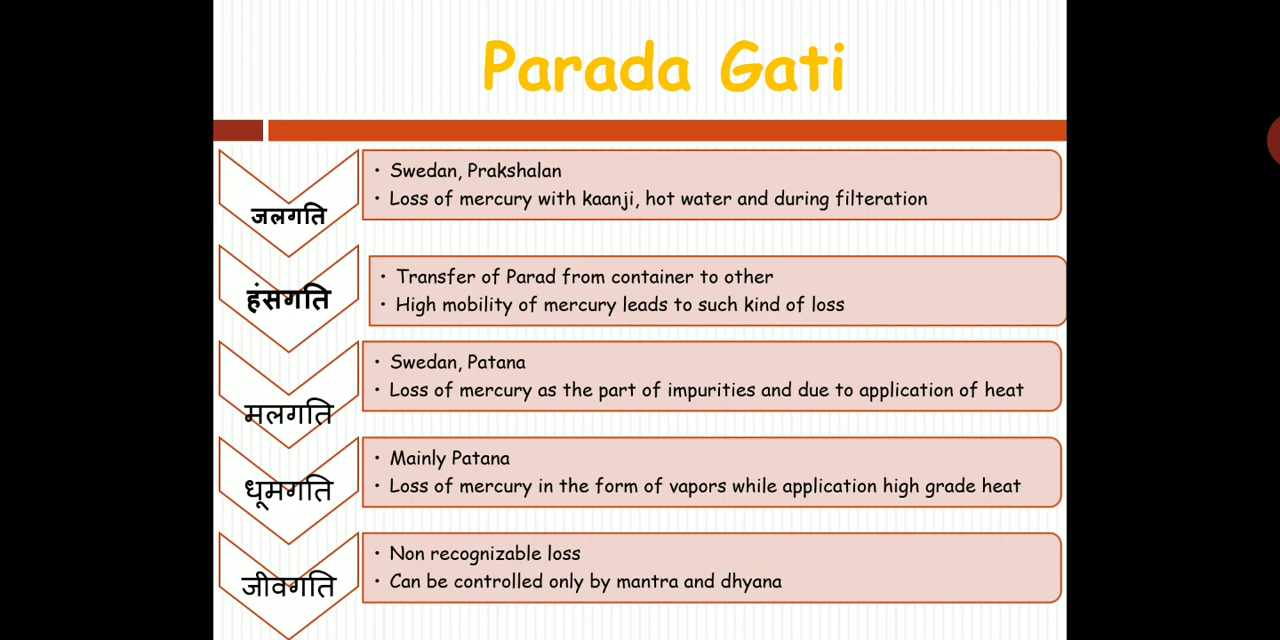 Parada Gati
जलगति
• Swedan, Prakshalan
• Loss of mercury with kaanji, hot water and during filteration
हंसगति
• Transfer of Parad from container to other
• High mobility of mercury leads to such kind of loss
मलगति
• Swedan, Patana
• Loss of mercury as the part of impurities and due to application of heat
धूमगति
• Mainly Patana
• Loss of mercury in the form of vapors while application high grade heat
जीवगति
• Non recognizable loss
• Can be controlled only by mantra and dhyana